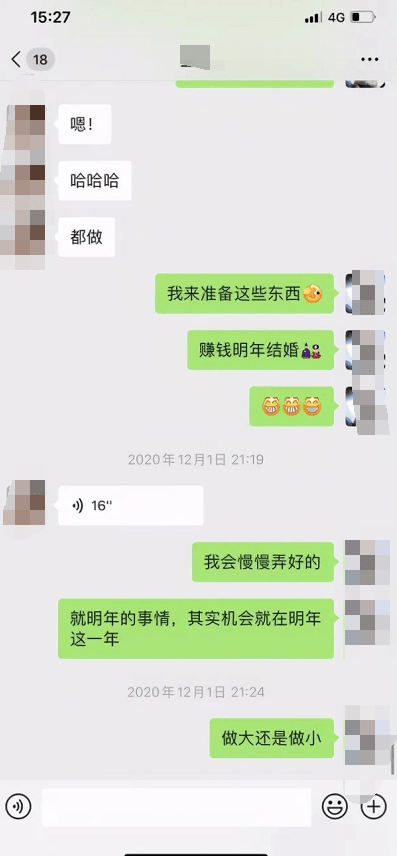 15:27
4G
18
嗯！
哈哈哈
都做
我来准备这些东西
赚钱明年结婚
2020年12月1日 21:19
16"
我会慢慢弄好的
就明年的事情，其实机会就在明年
这一年
2020年12月1日 21:24
做大还是做小